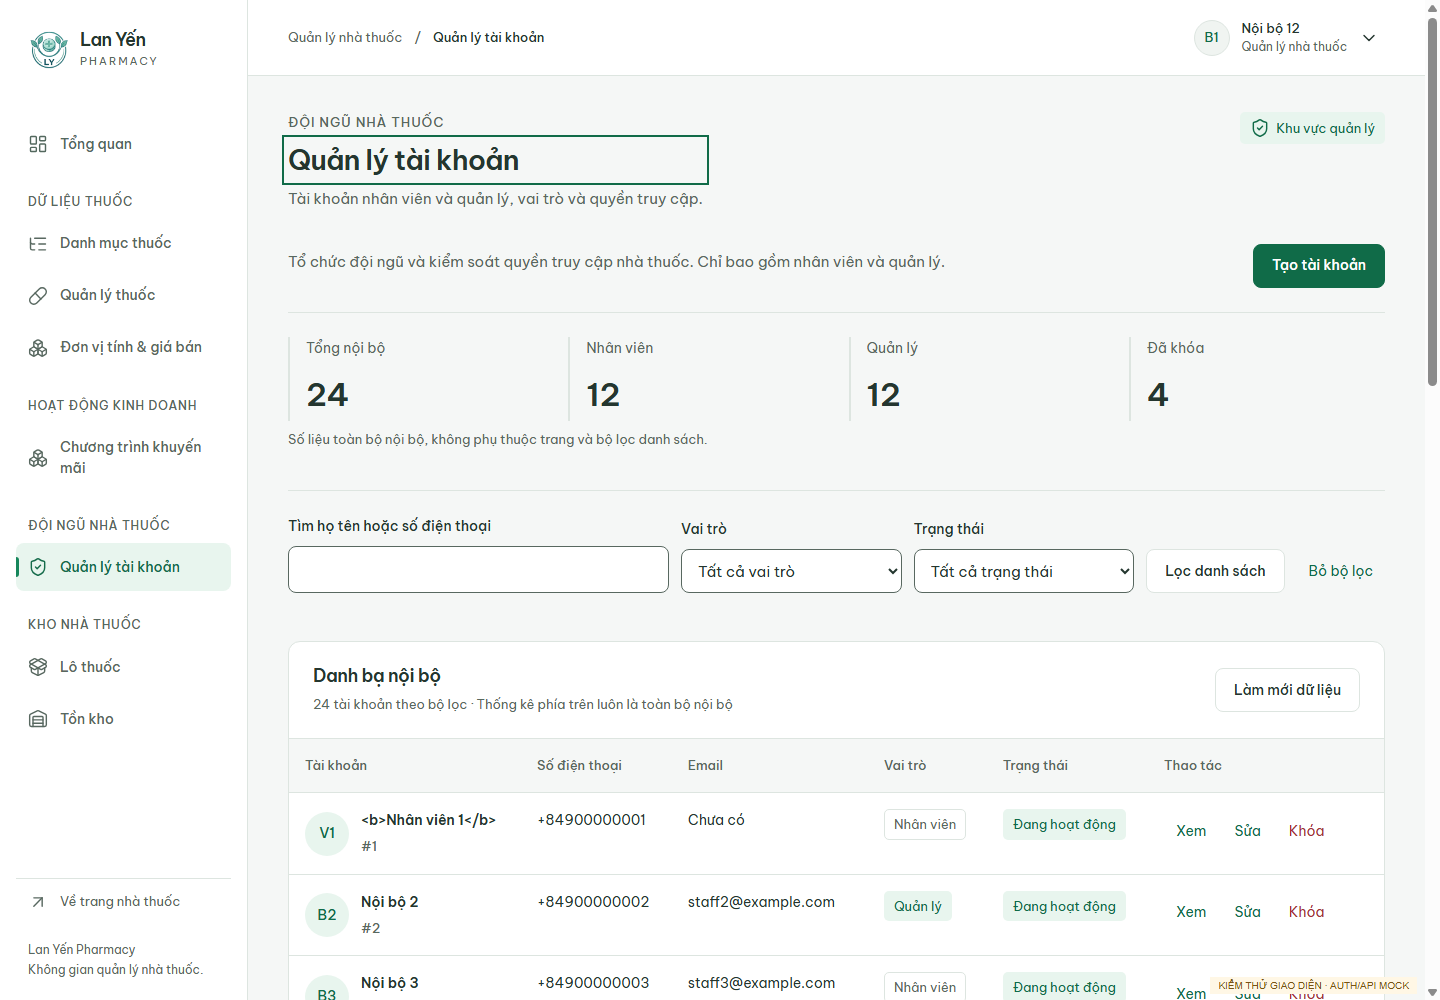 Lan Yến
PHARMACY
Tổng quan
DỮ LIỆU THUỐC
Danh mục thuốc
Quản lý thuốc
Đơn vị tính & giá bán
HOẠT ĐỘNG KINH DOANH
Chương trình khuyến
mãi
ĐỘI NGŨ NHÀ THUỐC
Quản lý tài khoản
KHO NHÀ THUỐC
Lô thuốc
Tồn kho
Về trang nhà thuốc
Lan Yến Pharmacy
Không gian quản lý nhà thuốc.
Quản lý nhà thuốc / Quản lý tài khoản
B1
Nội bộ 12
Quản lý nhà thuốc
ĐỘI NGŨ NHÀ THUỐC
Quản lý tài khoản
Tài khoản nhân viên và quản lý, vai trò và quyền truy cập.
Khu vực quản lý
Tổ chức đội ngũ và kiểm soát quyền truy cập nhà thuốc. Chỉ bao gồm nhân viên và quản lý.
Tạo tài khoản
Tổng nội bộ
24
Nhân viên
12
Quản lý
12
Đã khóa
4
Số liệu toàn bộ nội bộ, không phụ thuộc trang và bộ lọc danh sách.
Tìm họ tên hoặc số điện thoại
Vai trò
Tất cả vai trò
Trạng thái
Tất cả trạng thái
Lọc danh sách
Bỏ bộ lọc
Danh bạ nội bộ
24 tài khoản theo bộ lọc · Thống kê phía trên luôn là toàn bộ nội bộ
Làm mới dữ liệu
Tài khoản Số điện thoại Email Vai trò Trạng thái Thao tác
V1 <b>Nhân viên 1</b> +84900000001 Chưa có Nhân viên Đang hoạt động Xem Sửa Khóa
#1
B2 Nội bộ 2 +84900000002 staff2@example.com Quản lý Đang hoạt động Xem Sửa Khóa
#2
B3 Nội bộ 3 +84900000003 staff3@example.com Nhân viên Đang hoạt động Xem Sửa Khóa
KIỂM THỬ GIAO DIỆN · AUTH/API MOCK